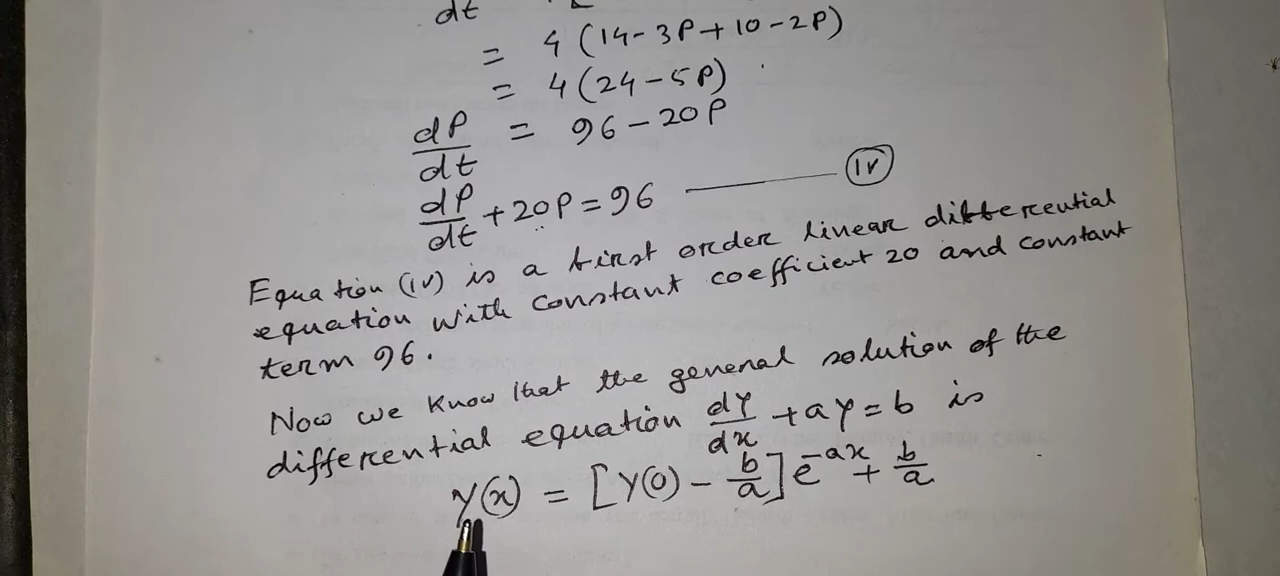 dt
= 4(14-3P+10-2P)
= 4(24-5P)
dP/dt = 96-20P
dP/dt + 20P = 96 ——— (iv)
Equation (iv) is a first order linear differential
equation with constant coefficient 20 and constant
term 96.
Now we know that the general solution of the
differential equation dy/dx + ay = b is
y(x) = [y(0) - b/a]e^-ax + b/a